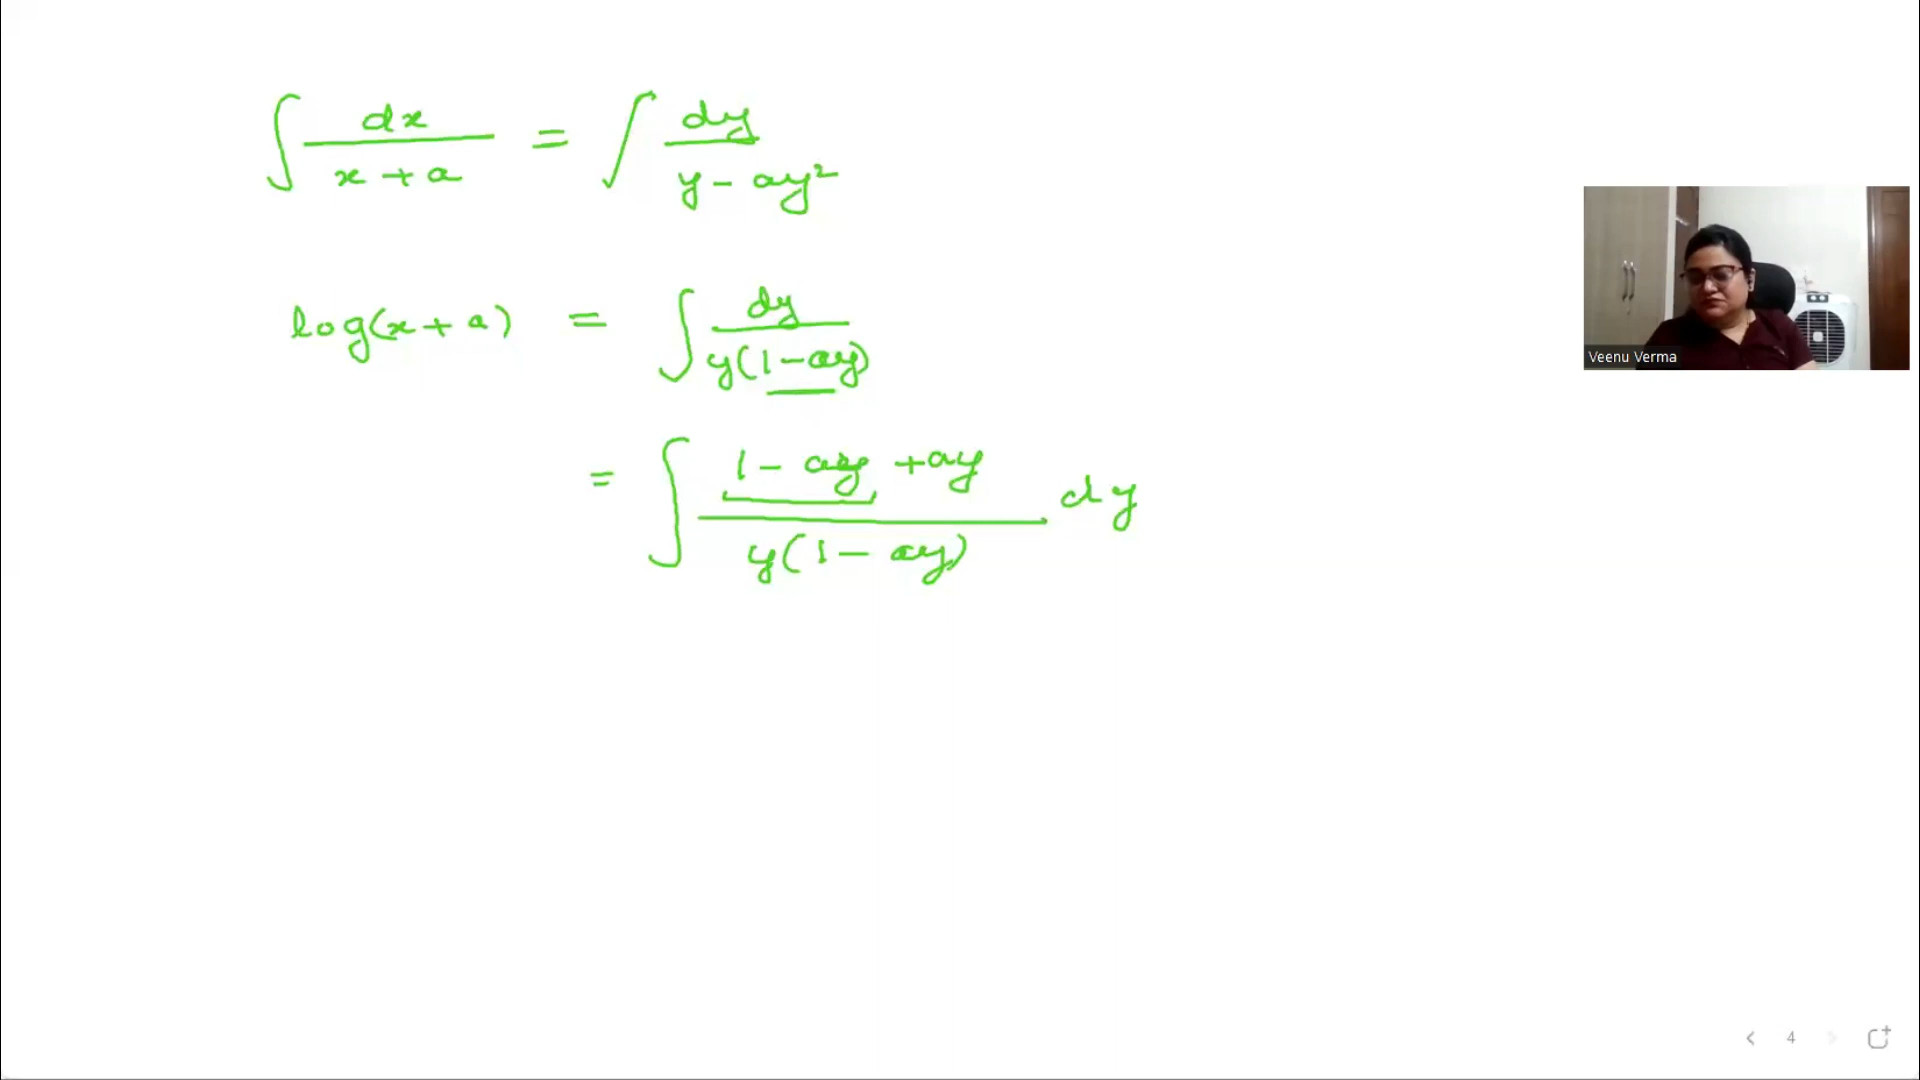 ∫ dx/(x + a) = ∫ dy/(y - ay²)
log(x + a) = ∫ dy/(y(1 - ay))
= ∫ (1 - ay + ay)/(y(1 - ay)) dy
Veenu Verma
4